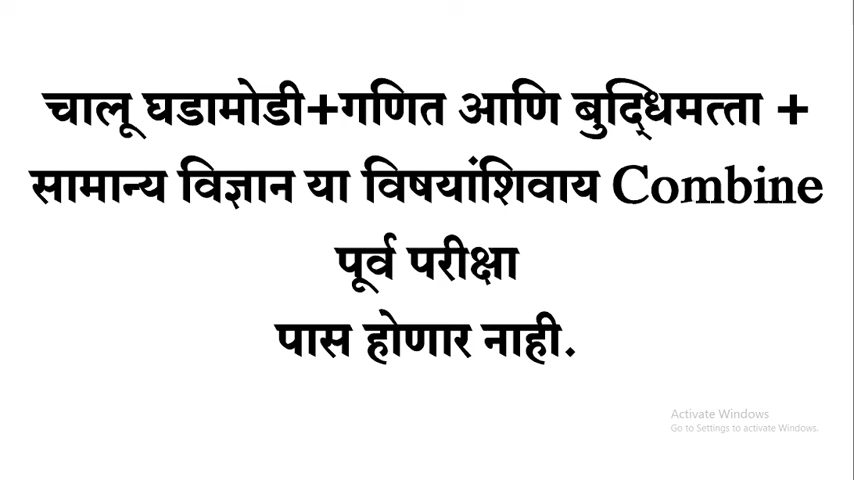 चालू घडामोडी+गणित आणि बुद्धिमत्ता +
सामान्य विज्ञान या विषयांशिवाय Combine
पूर्व परीक्षा
पास होणार नाही.
Activate Windows
Go to Settings to activate Windows.